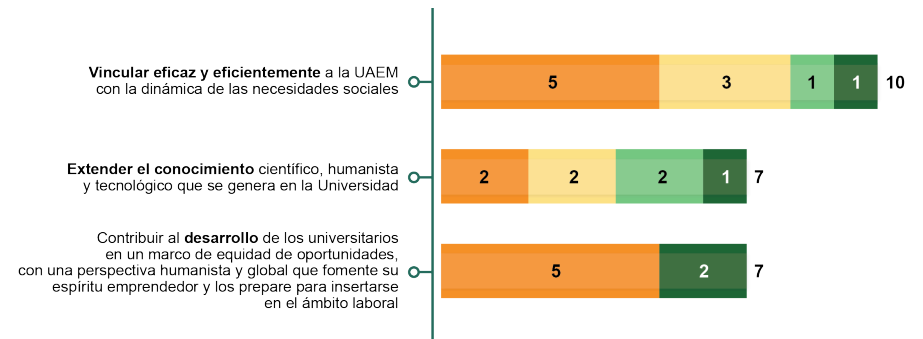 Vincular eficaz y eficientemente a la UAEM
con la dinámica de las necesidades sociales
5 3 1 1 10
Extender el conocimiento científico, humanista
y tecnológico que se genera en la Universidad
2 2 2 1 7
Contribuir al desarrollo de los universitarios
en un marco de equidad de oportunidades,
con una perspectiva humanista y global que fomente su
espíritu emprendedor y los prepare para insertarse
en el ámbito laboral
5 2 7